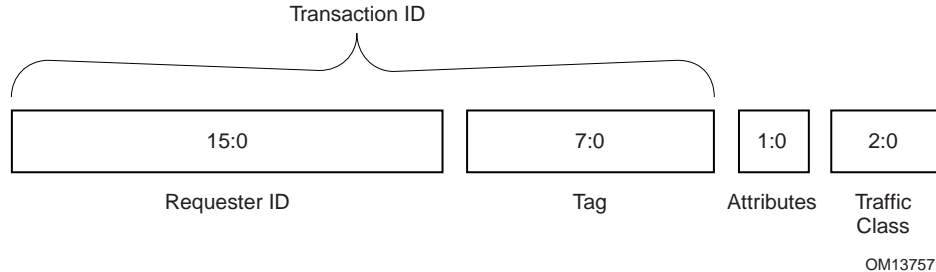 Transaction ID
15:0 7:0 1:0 2:0
Requester ID Tag Attributes Traffic
Class
OM13757